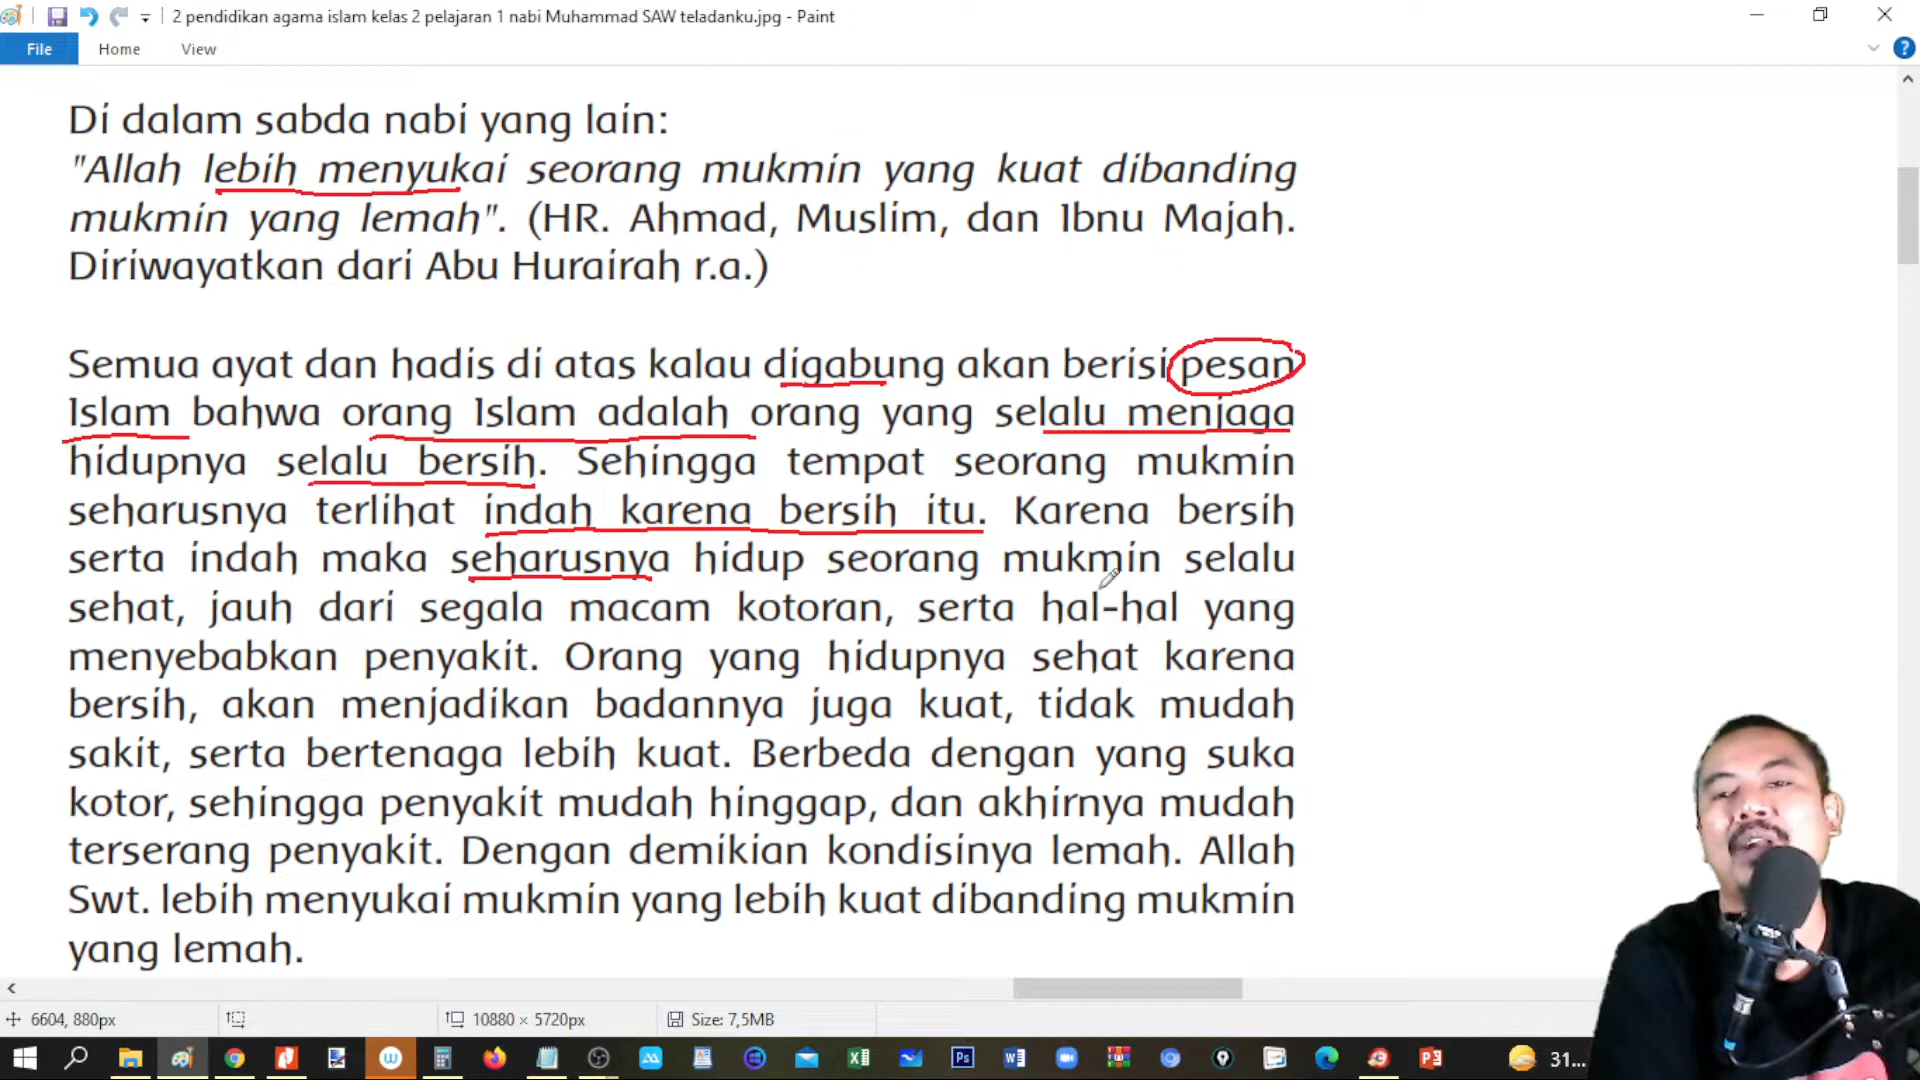 2 pendidikan agama islam kelas 2 pelajaran 1 nabi Muhammad SAW teladanku.jpg - Paint
File Home View
Di dalam sabda nabi yang lain:
"Allah lebih menyukai seorang mukmin yang kuat dibanding
mukmin yang lemah". (HR. Ahmad, Muslim, dan Ibnu Majah.
Diriwayatkan dari Abu Hurairah r.a.)
Semua ayat dan hadis di atas kalau digabung akan berisi pesan
Islam bahwa orang Islam adalah orang yang selalu menjaga
hidupnya selalu bersih. Sehingga tempat seorang mukmin
seharusnya terlihat indah karena bersih itu. Karena bersih
serta indah maka seharusnya hidup seorang mukmin selalu
sehat, jauh dari segala macam kotoran, serta hal-hal yang
menyebabkan penyakit. Orang yang hidupnya sehat karena
bersih, akan menjadikan badannya juga kuat, tidak mudah
sakit, serta bertenaga lebih kuat. Berbeda dengan yang suka
kotor, sehingga penyakit mudah hinggap, dan akhirnya mudah
terserang penyakit. Dengan demikian kondisinya lemah. Allah
Swt. lebih menyukai mukmin yang lebih kuat dibanding mukmin
yang lemah.
6604, 880px 10880 × 5720px Size: 7,5MB
31...